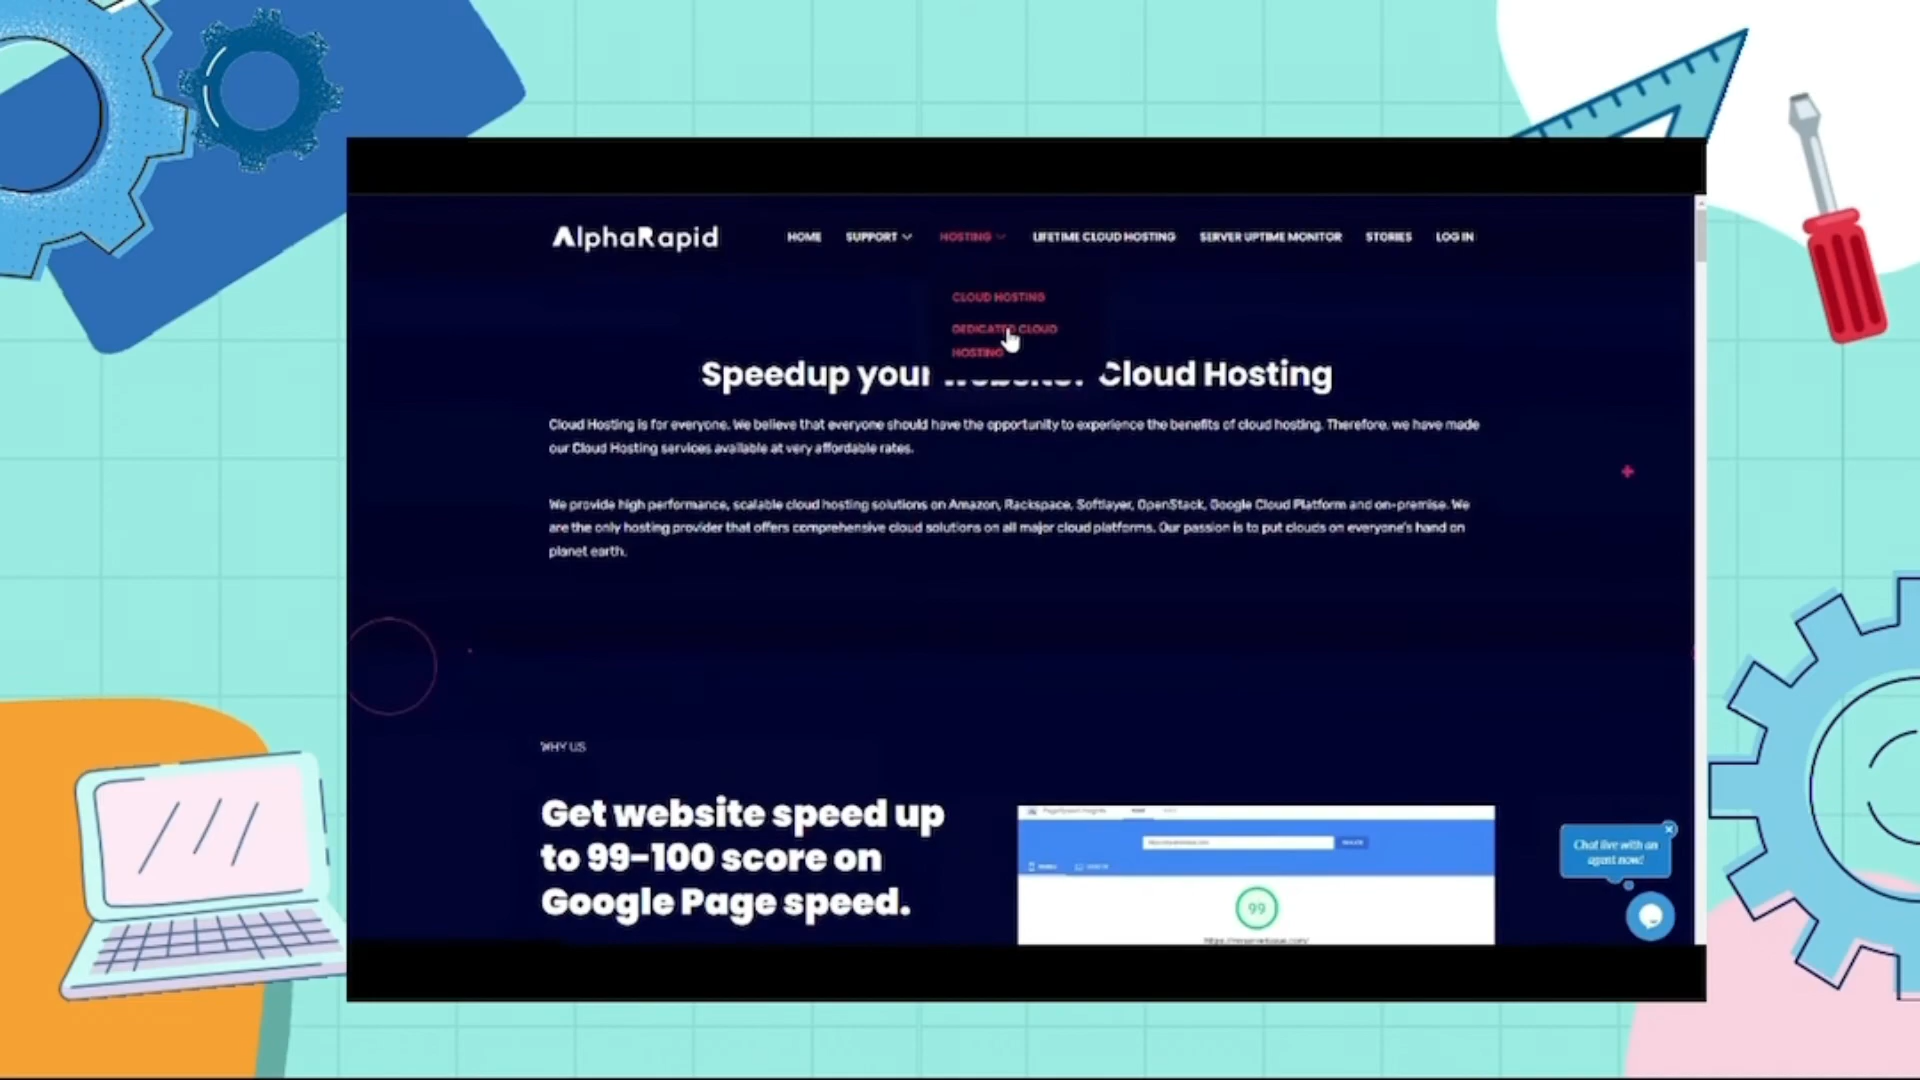 AlphaRapid
HOME SUPPORT HOSTING LIFETIME CLOUD HOSTING SERVER UPTIME MONITOR STORIES LOG IN
CLOUD HOSTING
DEDICATED CLOUD
HOSTING
Speedup your website! Cloud Hosting
Cloud Hosting is for everyone. We believe that everyone should have the opportunity to experience the benefits of cloud hosting. Therefore, we have made
our Cloud Hosting services available at very affordable rates.
We provide high performance, scalable cloud hosting solutions on Amazon, Rackspace, Softlayer, OpenStack, Google Cloud Platform and on-premise. We
are the only hosting provider that offers comprehensive cloud solutions on all major cloud platforms. Our passion is to put clouds on everyone's hand on
planet earth.
WHY US
Get website speed up
to 99-100 score on
Google Page speed.
PageSpeed Insights
99
Chat live with an
agent now!